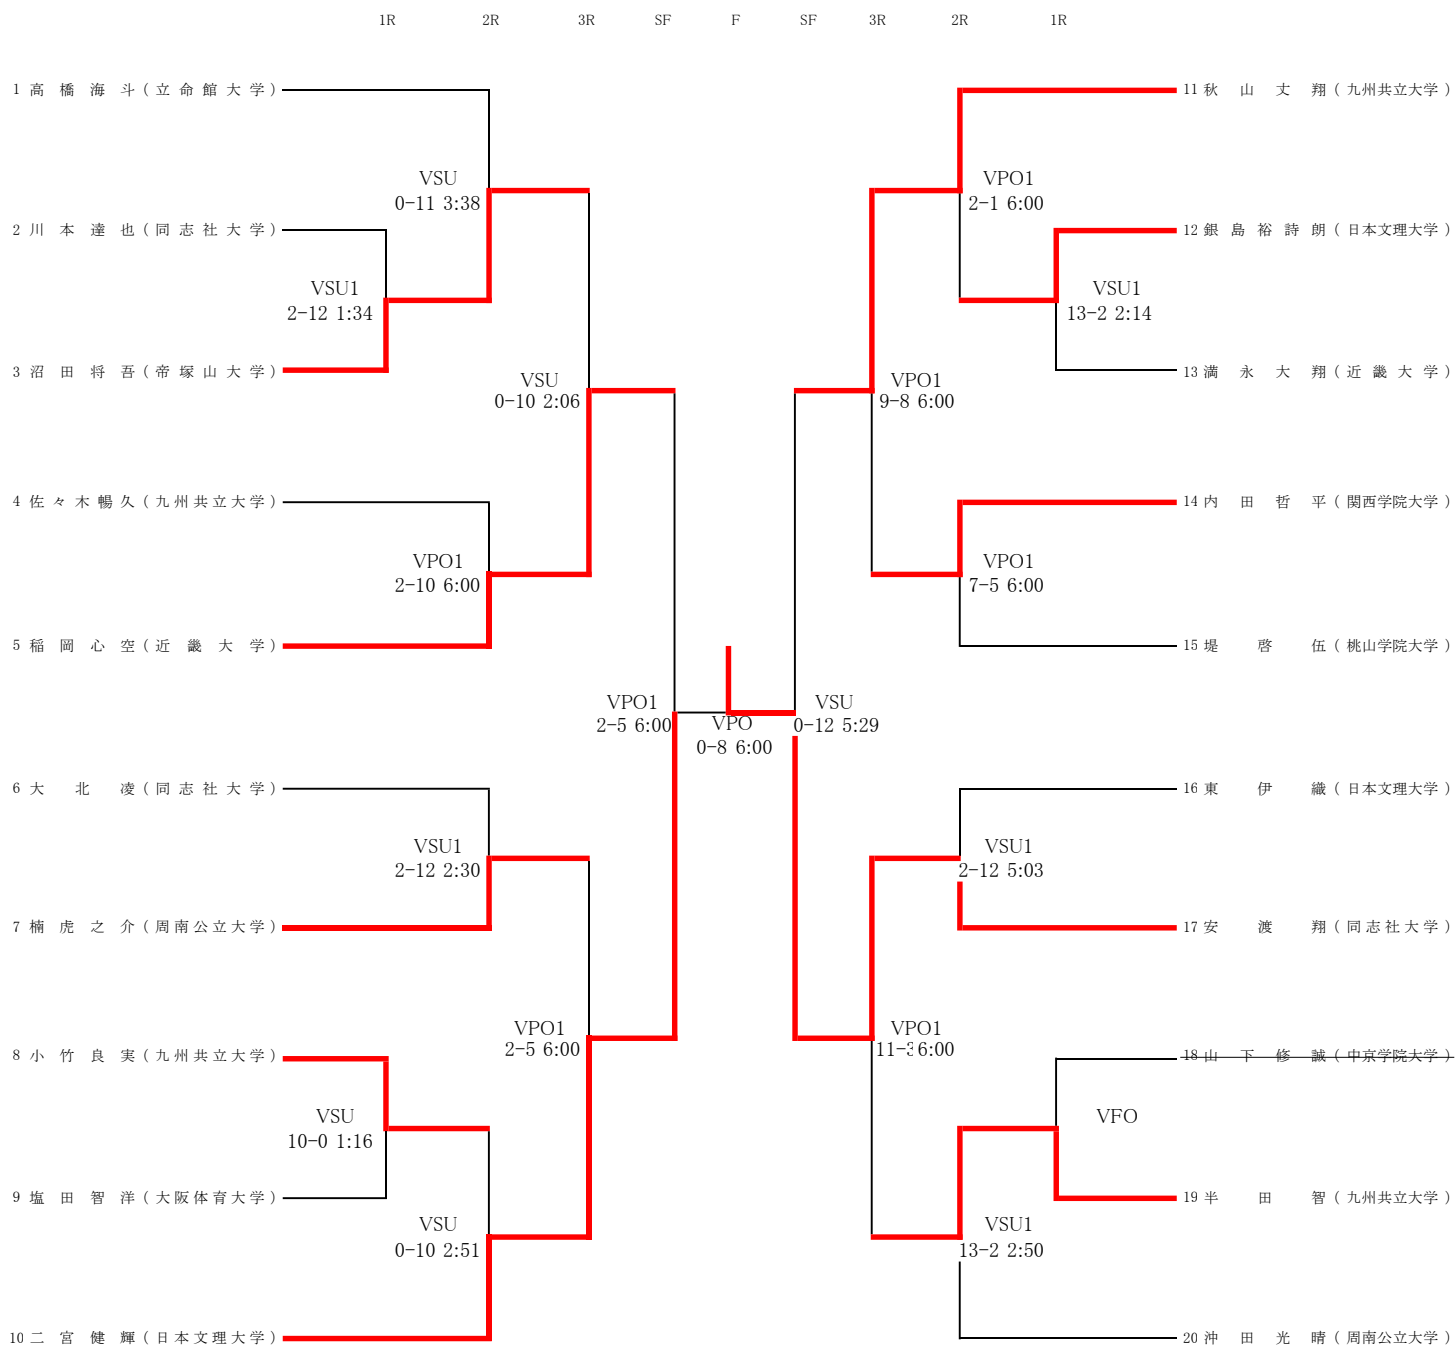 1R 2R 3R SF F SF 3R 2R 1R
1 高橋海斗(立命館大学)
11 秋山丈翔(九州共立大学)
VSU
0-11 3:38
VPO1
2-1 6:00
2 川本達也(同志社大学)
12 銀島裕詩朗(日本文理大学)
VSU1
2-12 1:34
VSU1
13-2 2:14
3 沼田将吾(帝塚山大学)
13 満永大翔(近畿大学)
VSU
0-10 2:06
VPO1
9-8 6:00
4 佐々木暢久(九州共立大学)
14 内田哲平(関西学院大学)
VPO1
2-10 6:00
VPO1
7-5 6:00
5 稲岡心空(近畿大学)
15 堤啓伍(桃山学院大学)
VPO1
2-5 6:00
VPO
0-8 6:00
VSU
0-12 5:29
6 大北凌(同志社大学)
16 東伊織(日本文理大学)
VSU1
2-12 2:30
VSU1
2-12 5:03
7 楠虎之介(周南公立大学)
17 安渡翔(同志社大学)
VPO1
2-5 6:00
VPO1
11-3 6:00
8 小竹良実(九州共立大学)
18 山下修誠(中京学院大学)
VSU
10-0 1:16
VFO
9 塩田智洋(大阪体育大学)
19 半田智(九州共立大学)
VSU
0-10 2:51
VSU1
13-2 2:50
10 二宮健輝(日本文理大学)
20 沖田光晴(周南公立大学)